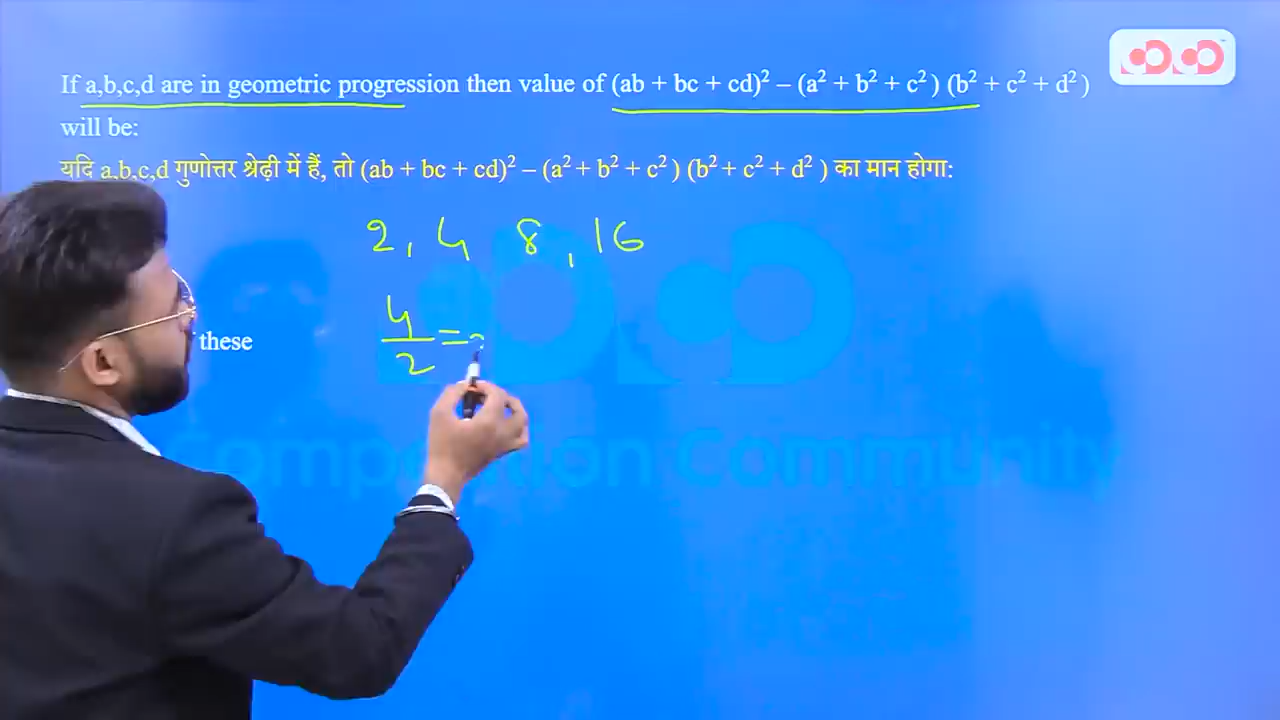 If a,b,c,d are in geometric progression then value of (ab + bc + cd)² – (a² + b² + c² ) (b² + c² + d² )
will be:
यदि a,b,c,d गुणोत्तर श्रेढ़ी में हैं, तो (ab + bc + cd)² – (a² + b² + c² ) (b² + c² + d² ) का मान होगा:
2, 4 8, 16
4/2 =
these
Competition Community